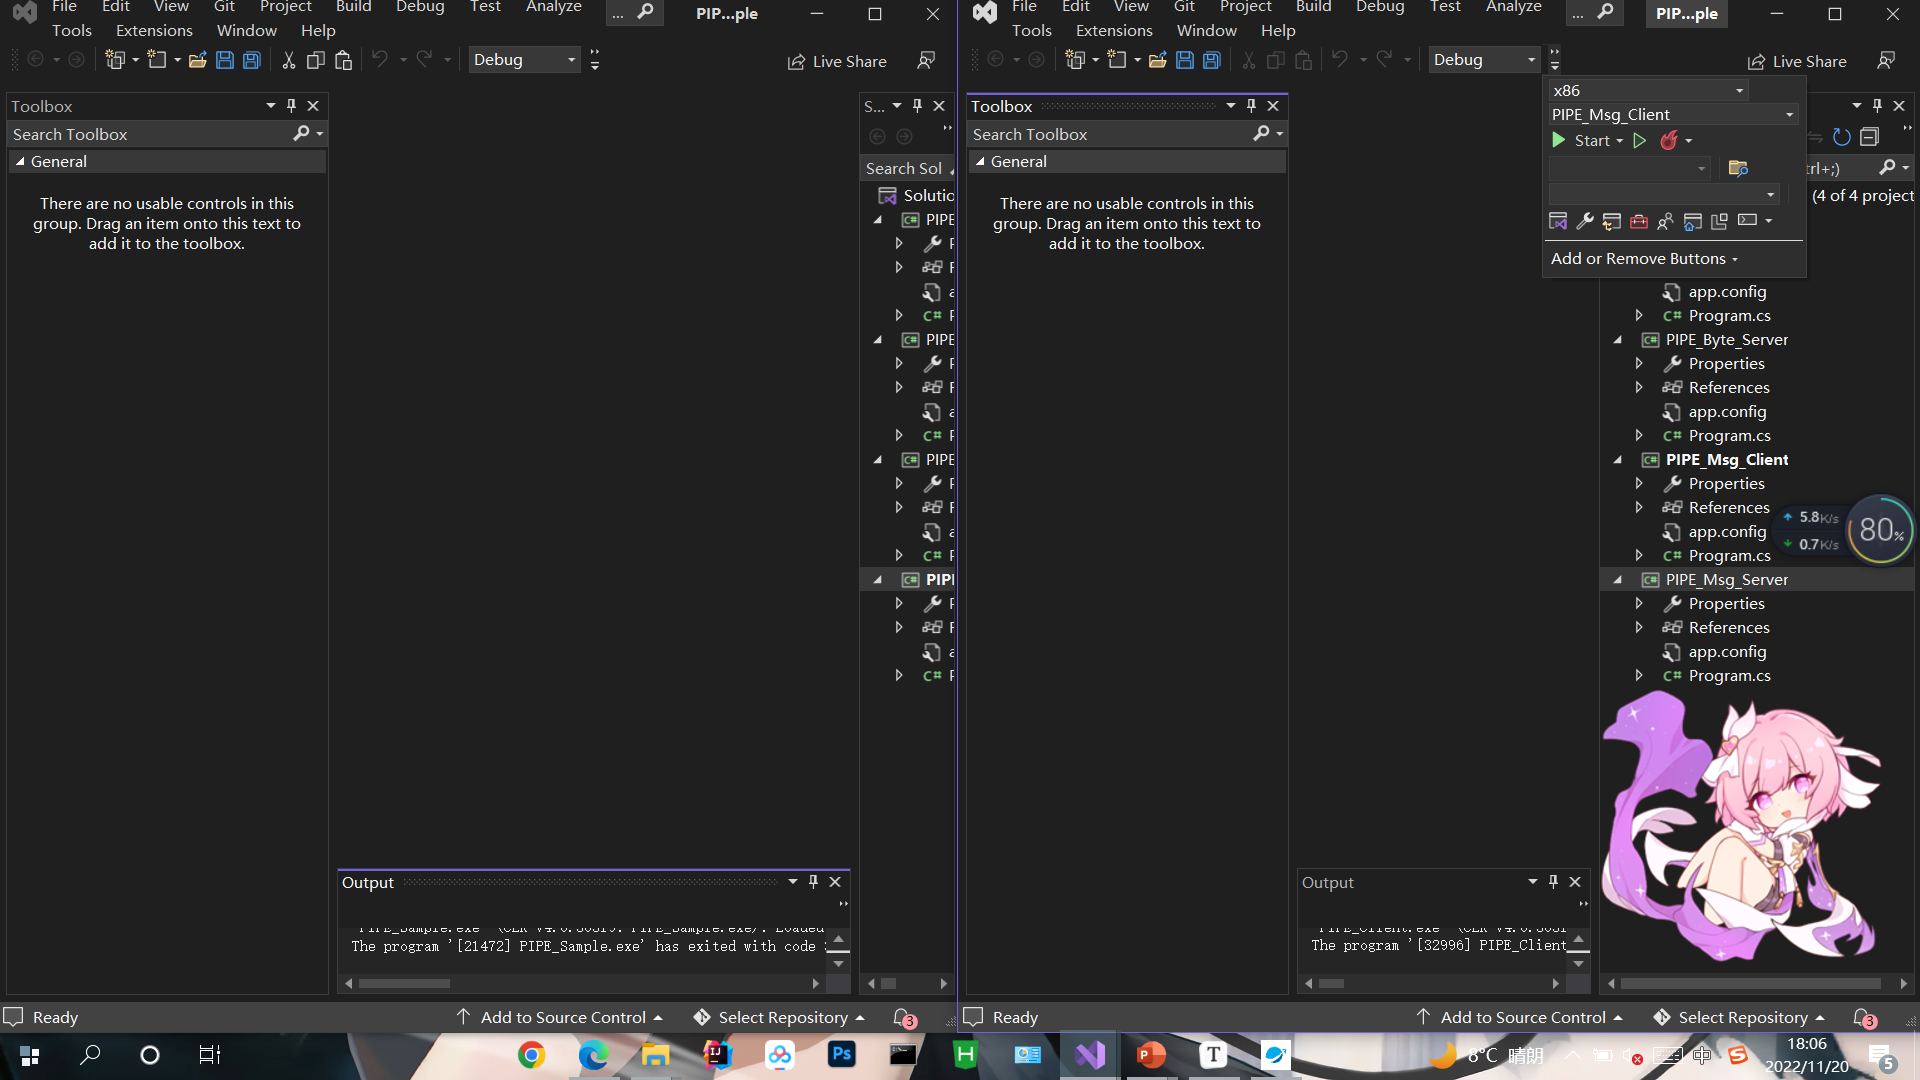 File Edit View Git Project Build Debug Test Analyze ... PIP...ple
Tools Extensions Window Help
Debug
Live Share
Toolbox
Search Toolbox
General
There are no usable controls in this
group. Drag an item onto this text to
add it to the toolbox.
S...
Search Sol
Solutio
PIPE
PIPE
PIPE
Output
The program '[21472] PIPE_Sample.exe' has exited with code
Ready
Add to Source Control
Select Repository
3
File Edit View Git Project Build Debug Test Analyze ... PIP...ple
Tools Extensions Window Help
Debug
Live Share
x86
PIPE_Msg_Client
Start
Add or Remove Buttons
Toolbox
Search Toolbox
General
There are no usable controls in this
group. Drag an item onto this text to
add it to the toolbox.
trl+;)
(4 of 4 project
app.config
C# Program.cs
C# PIPE_Byte_Server
Properties
References
app.config
C# Program.cs
C# PIPE_Msg_Client
Properties
References
app.config
C# Program.cs
C# PIPE_Msg_Server
Properties
References
app.config
C# Program.cs
5.8K/s
0.7K/s
80%
Output
The program '[32996] PIPE_Client
Ready
Add to Source Control
Select Repository
3
8°C 晴朗
中
18:06
2022/11/20
5